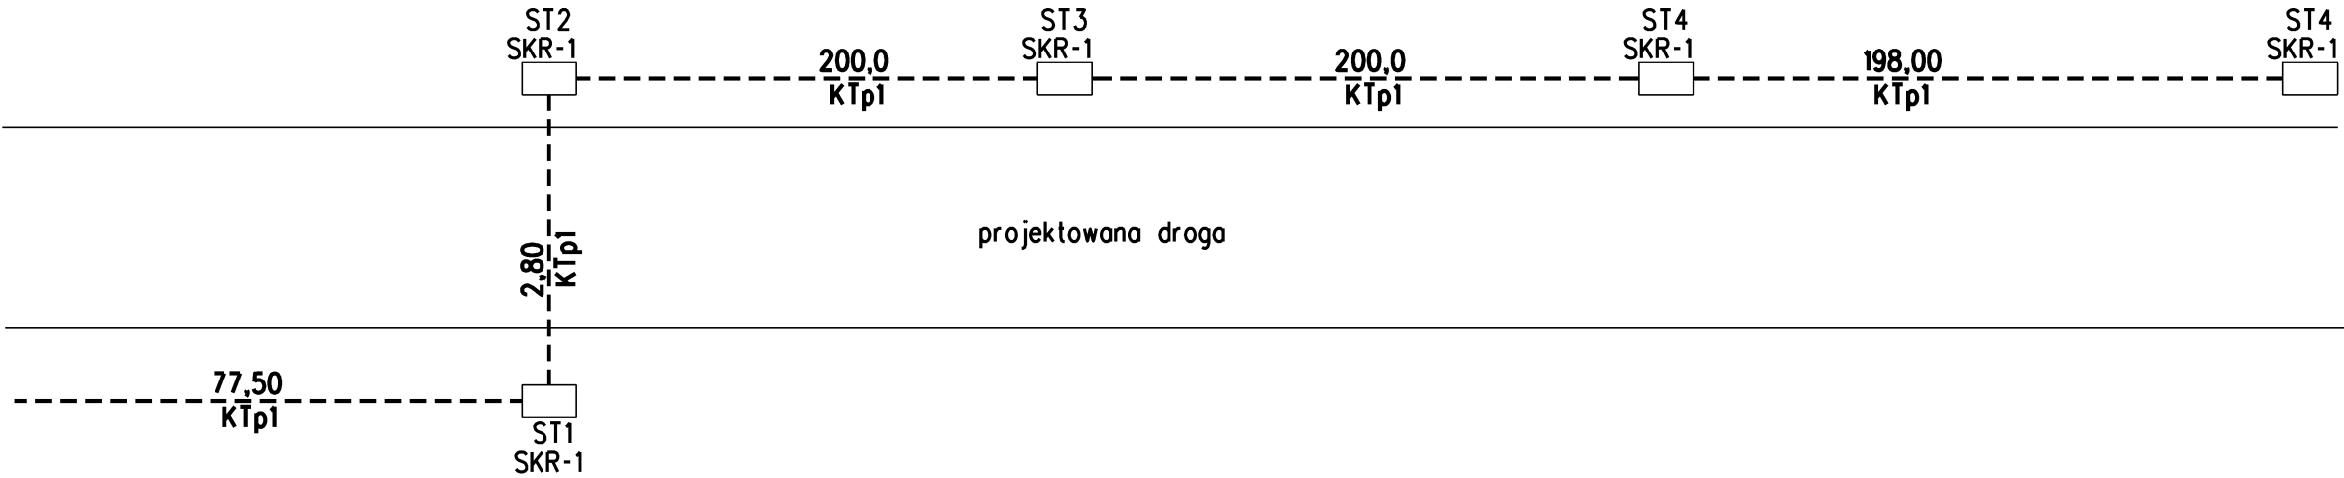 ST2
SKR-1
ST3
SKR-1
ST4
SKR-1
ST4
SKR-1
200,0
KTp1
200,0
KTp1
198,00
KTp1
2,80
KTp1
projektowana droga
77,50
KTp1
ST1
SKR-1